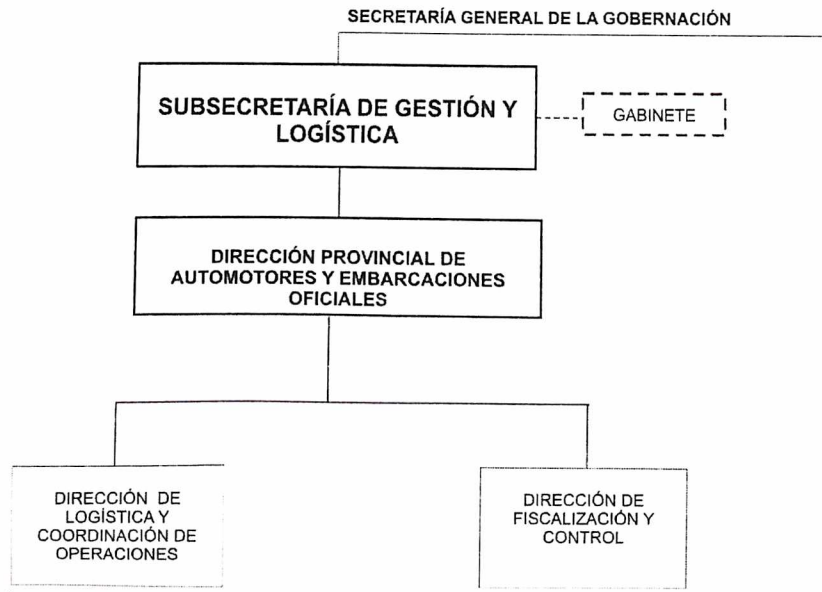 SECRETARÍA GENERAL DE LA GOBERNACIÓN
SUBSECRETARÍA DE GESTIÓN Y
LOGÍSTICA
GABINETE
DIRECCIÓN PROVINCIAL DE
AUTOMOTORES Y EMBARCACIONES
OFICIALES
DIRECCIÓN DE
LOGÍSTICA Y
COORDINACIÓN DE
OPERACIONES
DIRECCIÓN DE
FISCALIZACIÓN Y
CONTROL